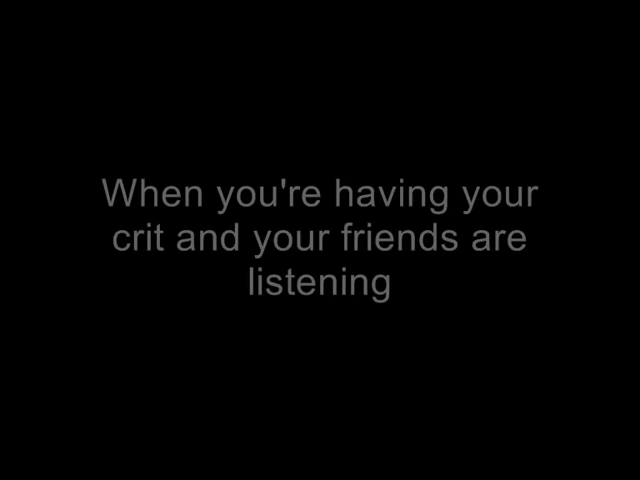 When you're having your
crit and your friends are
listening